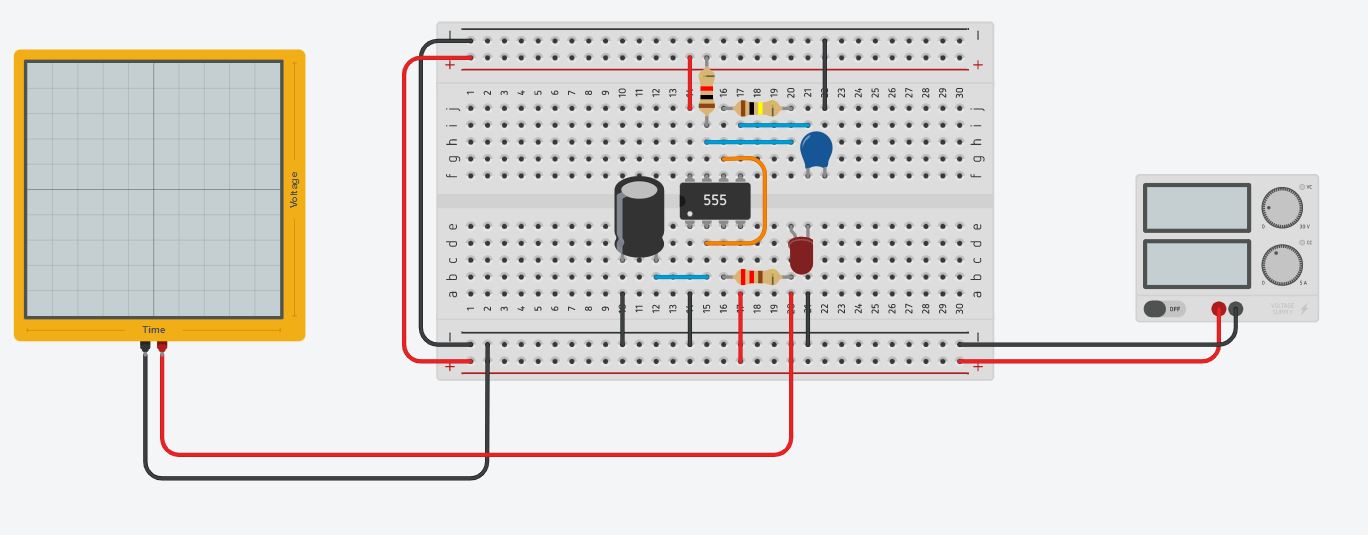 Voltage
Time
1 2 3 4 5 6 7 8 9 10 11 12 13 14 16 17 18 19 20 21 22 23 24 25 26 27 28 29 30
j j
i i
h h
g g
f f
555
e e
d d
c c
b b
a a
1 2 3 4 5 6 7 8 9 10 11 12 13 14 15 16 17 18 19 20 21 22 23 24 25 26 27 28 29 30
+ +
+ +
VC
0 30 V
CC
0 5 A
OFF
VOLTAGE
SUPPLY